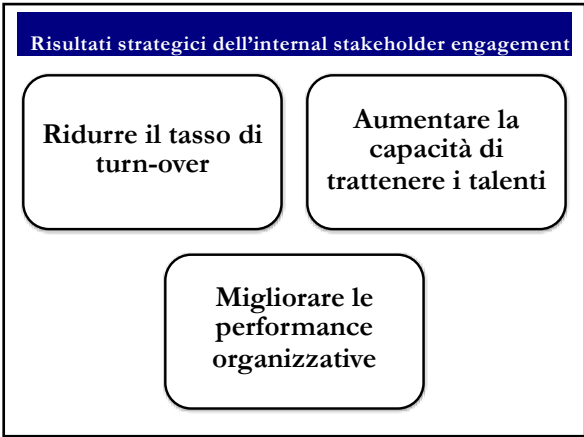 Risultati strategici dell’internal stakeholder engagement
Ridurre il tasso di
turn-over
Aumentare la
capacità di
trattenere i talenti
Migliorare le
performance
organizzative